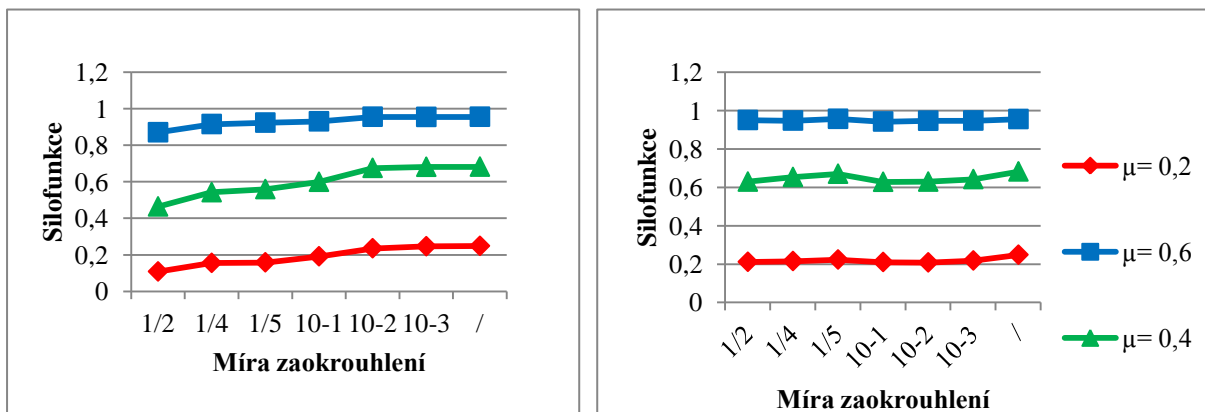 1,2
1
0,8
0,6
0,4
0,2
0
Silofunkce
1/2 1/4 1/5 10-1 10-2 10-3 /
Míra zaokrouhlení
1,2
1
0,8
0,6
0,4
0,2
0
Silofunkce
1/2 1/4 1/5 10-1 10-2 10-3 /
Míra zaokrouhlení
µ= 0,2
µ= 0,6
µ= 0,4